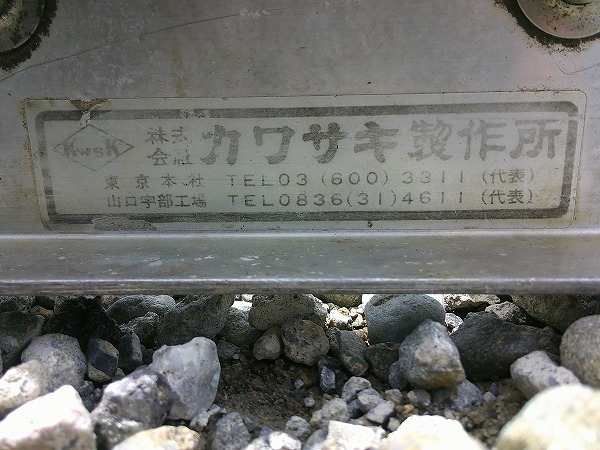 KwsK
株式会社 カワサキ製作所
東京本社 TEL03(600)3311(代表)
山口宇部工場 TEL0836(31)4611(代表)